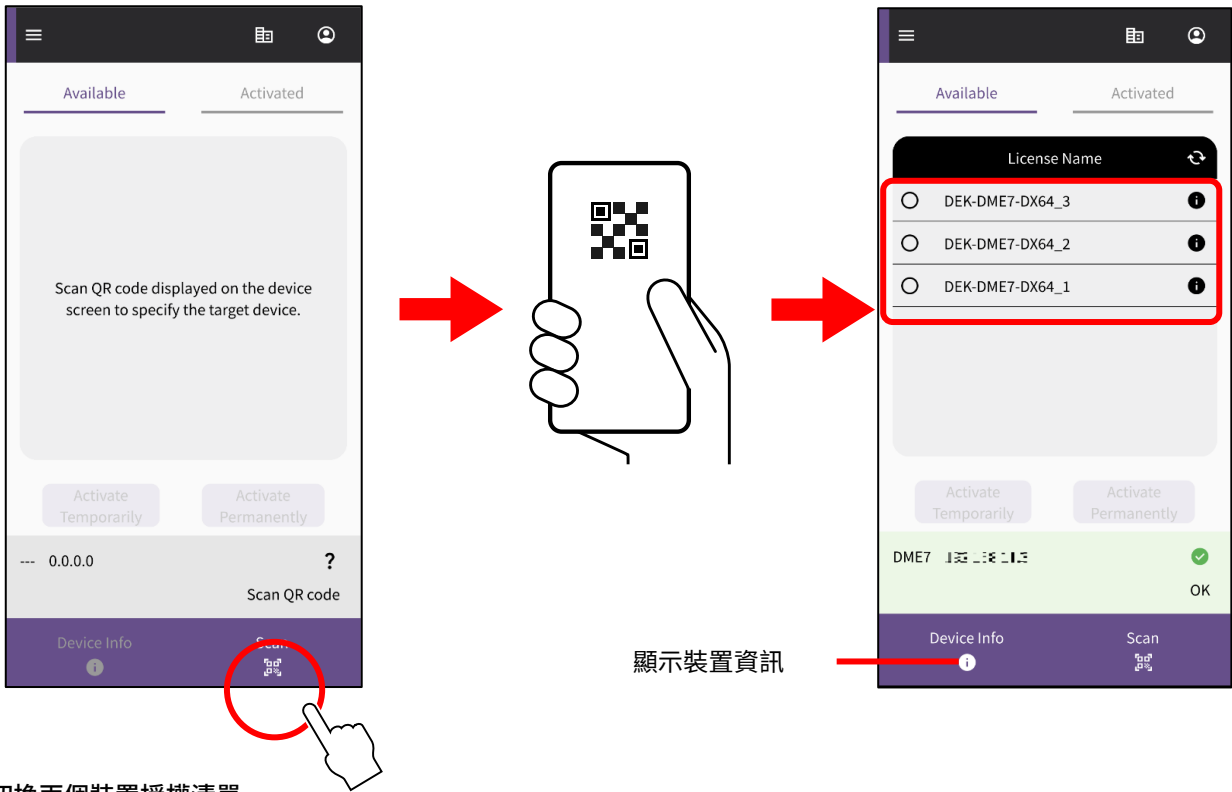 Available
Activated
Scan QR code displayed on the device
screen to specify the target device.
Activate
Temporarily
Activate
Permanently
--- 0.0.0.0
?
Scan QR code
Device Info
Scan
Available
Activated
License Name
DEK-DME7-DX64_3
DEK-DME7-DX64_2
DEK-DME7-DX64_1
Activate
Temporarily
Activate
Permanently
DME7
OK
Device Info
Scan
顯示裝置資訊